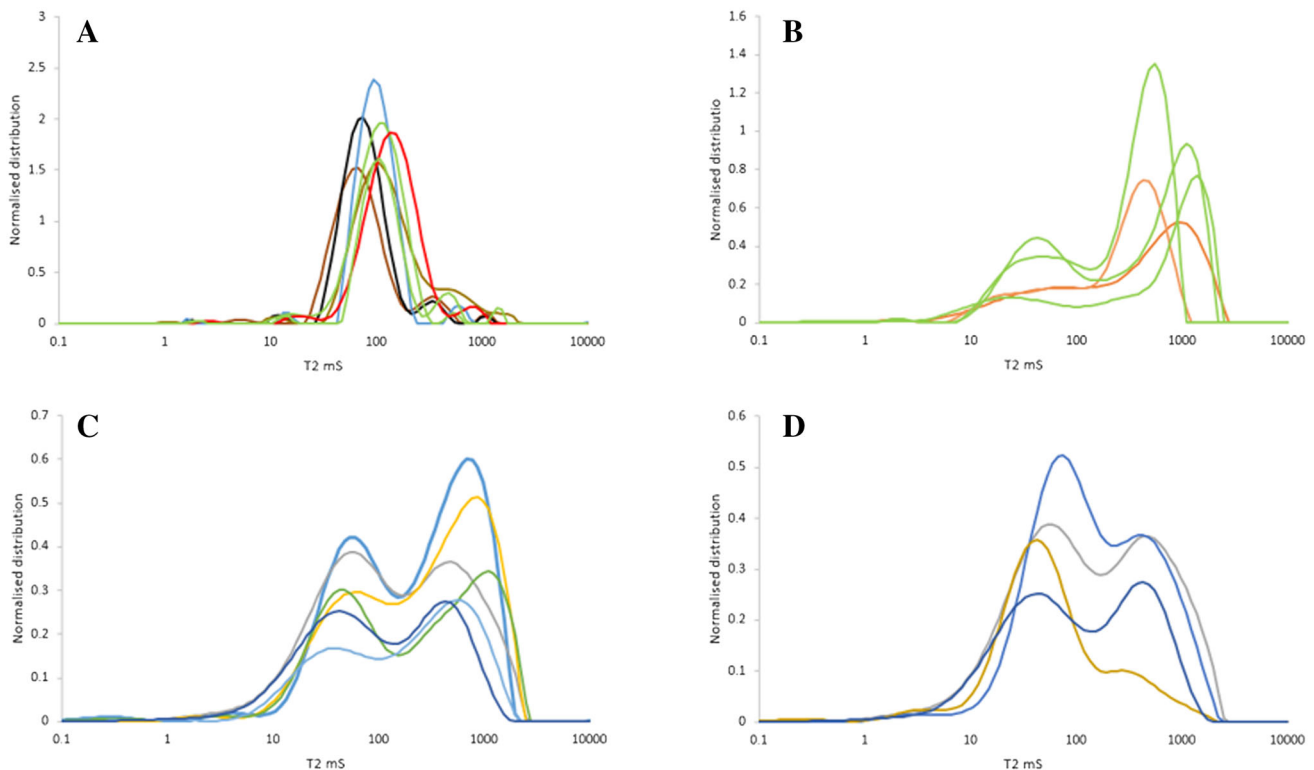 A
3
2.5
2
1.5
1
0.5
0
Normalised distribution
0.1 1 10 100 1000 10000
T2 mS
B
1.6
1.4
1.2
1
0.8
0.6
0.4
0.2
0
Normalised distributio
0.1 1 10 100 1000 10000
T2 mS
C
0.7
0.6
0.5
0.4
0.3
0.2
0.1
0
Normalised distribution
0.1 1 10 100 1000 10000
T2 mS
D
0.6
0.5
0.4
0.3
0.2
0.1
0
Normalised distribution
0.1 1 10 100 1000 10000
T2 mS